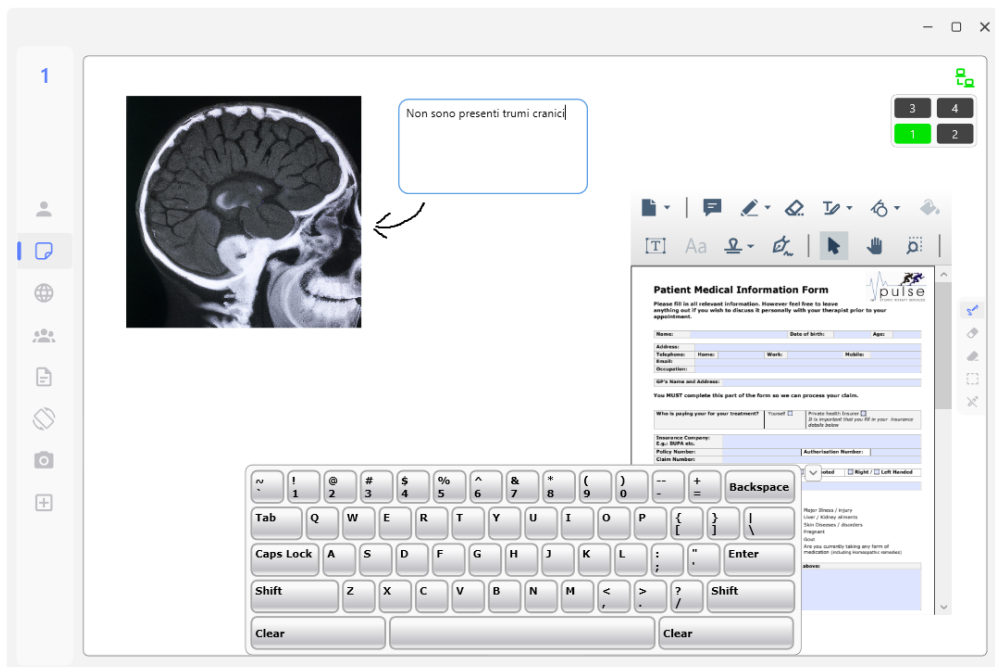 1
Non sono presenti trumi cranici
3 4
1 2
T
Aa
Patient Medical Information Form
pulse
Please fill in all relevant information. However feel free to leave
anything out if you wish to discuss it personally with your therapist prior to your
appointment.
Name: Date of birth: Age:
Address:
Telephone: Home: Work: Mobile:
Email:
Occupation:
GP's Name and Address:
You MUST complete this part of the form so we can process your claim.
Who is paying your for your treatment? Yourself Private health Insurer
It is important that you fill in your insurance
details below
Insurance Company:
E.g.: BUPA etc.
Policy Number: Authorisation Number:
Claim Number:
Right / Left Handed
Major Illness / injury
Liver / Kidney ailments
Skin Diseases / disorders
Pregnant
Gout
Are you currently taking any form of
medication (including Homeopathic remedies)
above:
~ ! @ # $ % ^ & * ( ) -- +
` 1 2 3 4 5 6 7 8 9 0 - = Backspace
Tab Q W E R T Y U I O P { [ } ] | \
Caps Lock A S D F G H J K L : ; " ' Enter
Shift Z X C V B N M < , > . ? / Shift
Clear Clear